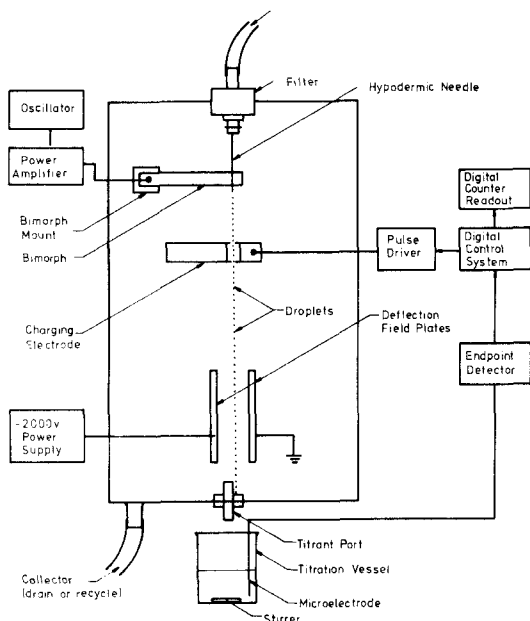 Filter
Hypodermic Needle
Oscillator
Power
Amplifier
Bimorph
Mount
Bimorph
Digital
Counter
Readout
Pulse
Driver
Digital
Control
System
Charging
Electrode
Droplets
Deflection
Field Plates
Endpoint
Detector
-2000v
Power
Supply
Titrant Port
Titration Vessel
Collector
(drain or recycle)
Microelectrode
Stirrer